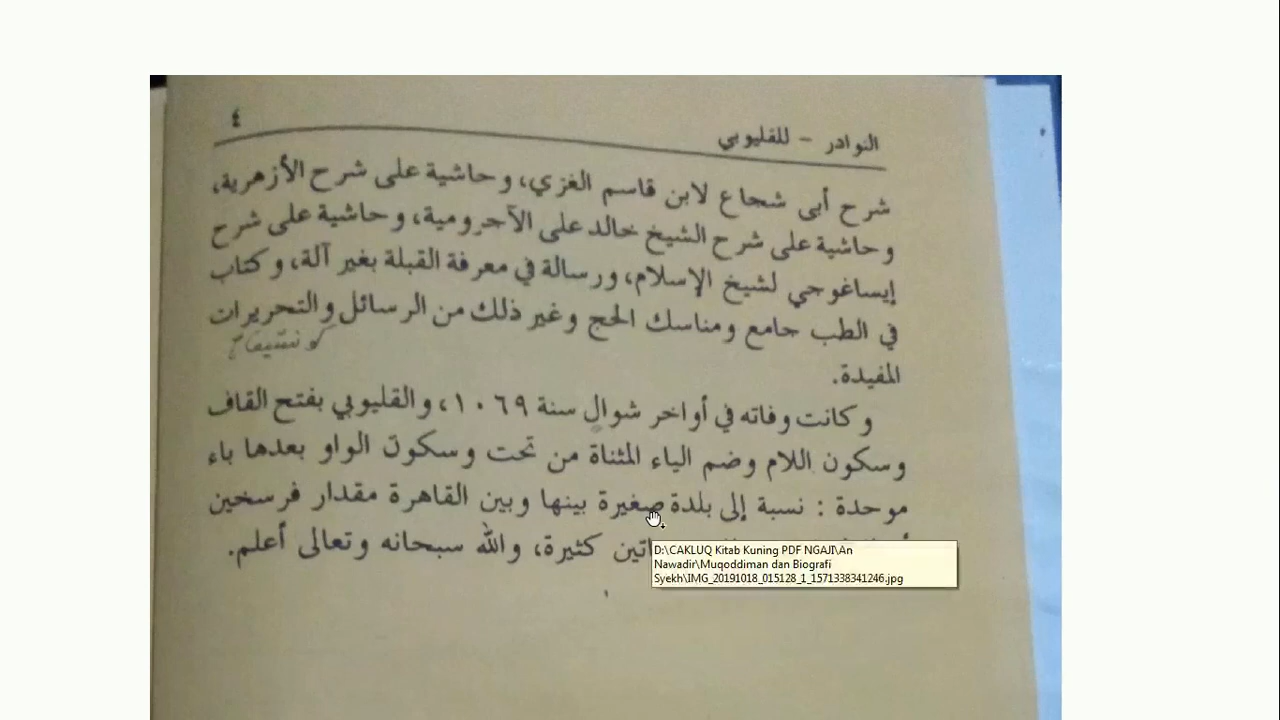 ٤
النوادر – للقليوبي
شرح أبى شجاع لابن قاسم الغزي، وحاشية على شرح الأزهرية،
وحاشية على شرح الشيخ خالد على الآجرومية، وحاشية على شرح
إيساغوجي لشيخ الإسلام، ورسالة في معرفة القبلة بغير آلة، وكتاب
في الطب جامع ومناسك الحج وغير ذلك من الرسائل والتحريرات
المفيدة.
وكانت وفاته في أواخر شوال سنة ١٠٦٩، والقليوبي بفتح القاف
وسكون اللام وضم الياء المثناة من تحت وسكون الواو بعدها باء
موحدة : نسبة إلى بلدة صغيرة بينها وبين القاهرة مقدار فرسخين
كثيرة، والله سبحانه وتعالى أعلم.
D:\CAKLUQ Kitab Kuning PDF NGAJI\An
Nawadir\Muqoddiman dan Biografi
Syekh\IMG_20191018_015128_1_1571338341246.jpg